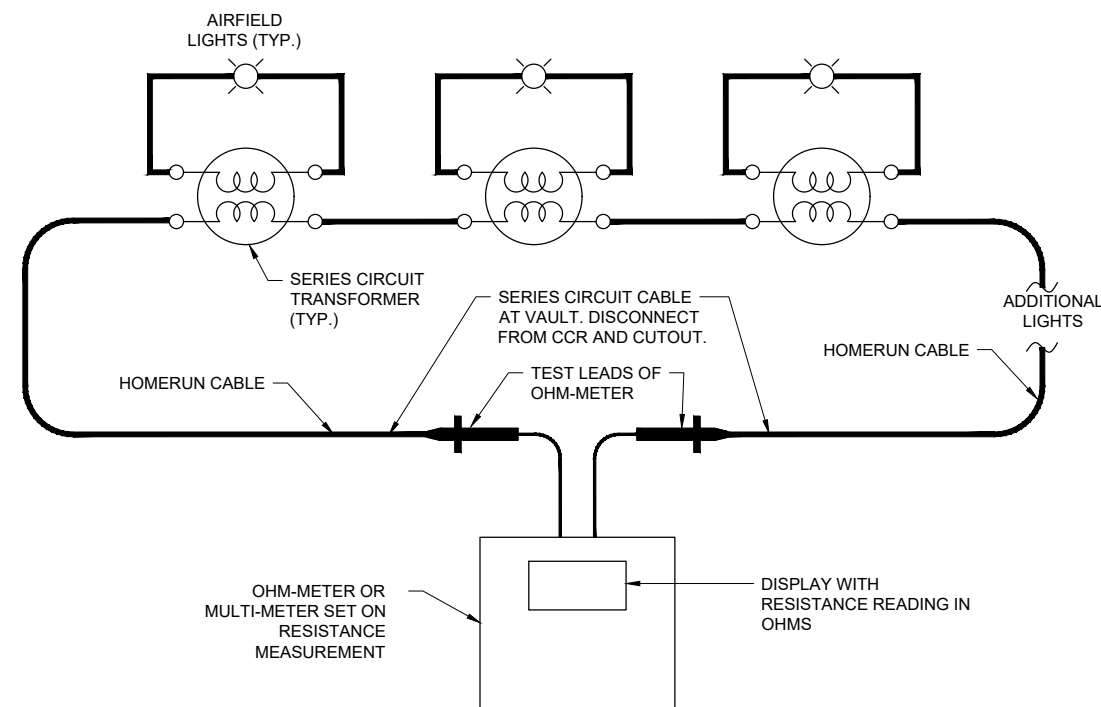 AIRFIELD
LIGHTS (TYP.)
SERIES CIRCUIT
TRANSFORMER
(TYP.)
SERIES CIRCUIT CABLE
AT VAULT. DISCONNECT
FROM CCR AND CUTOUT.
ADDITIONAL
LIGHTS
HOMERUN CABLE
TEST LEADS OF
OHM-METER
HOMERUN CABLE
OHM-METER OR
MULTI-METER SET ON
RESISTANCE
MEASUREMENT
DISPLAY WITH
RESISTANCE READING IN
OHMS